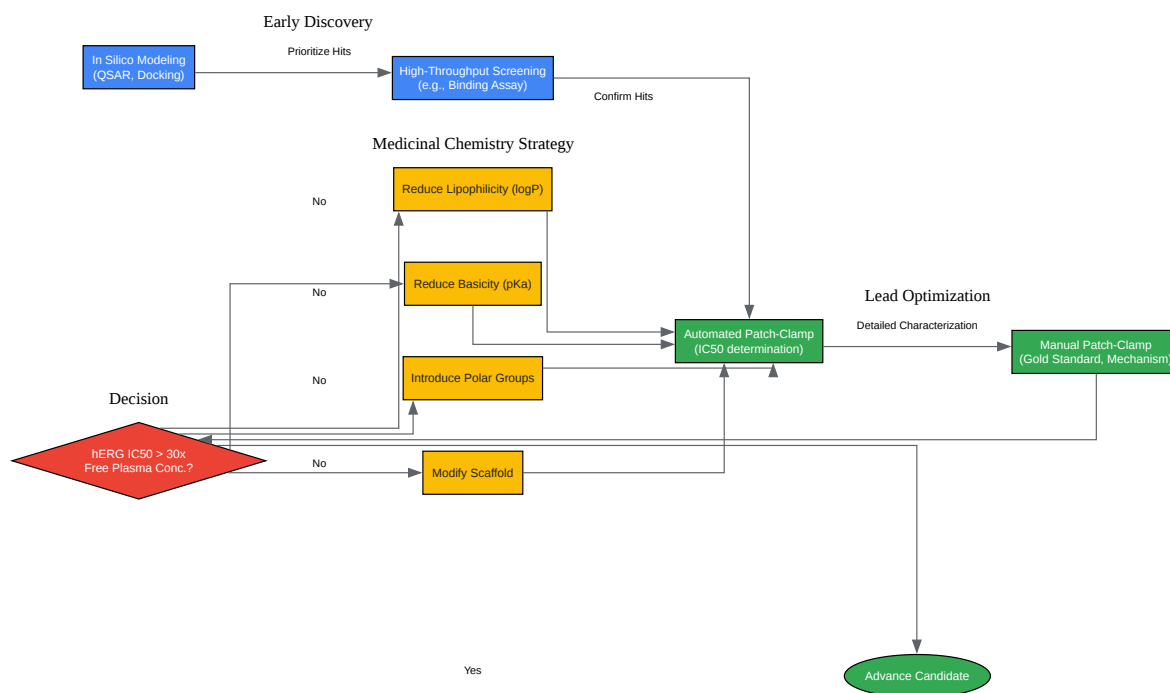 Early Discovery
Prioritize Hits
In Silico Modeling
(QSAR, Docking)
High-Throughput Screening
(e.g., Binding Assay)
Confirm Hits
Medicinal Chemistry Strategy
Reduce Lipophilicity (logP)
No
Reduce Basicity (pKa)
No
Lead Optimization
Detailed Characterization
Automated Patch-Clamp
(IC50 determination)
Manual Patch-Clamp
(Gold Standard, Mechanism)
Introduce Polar Groups
No
Decision
hERG IC50 > 30x
Free Plasma Conc.?
No
Modify Scaffold
Yes
Advance Candidate